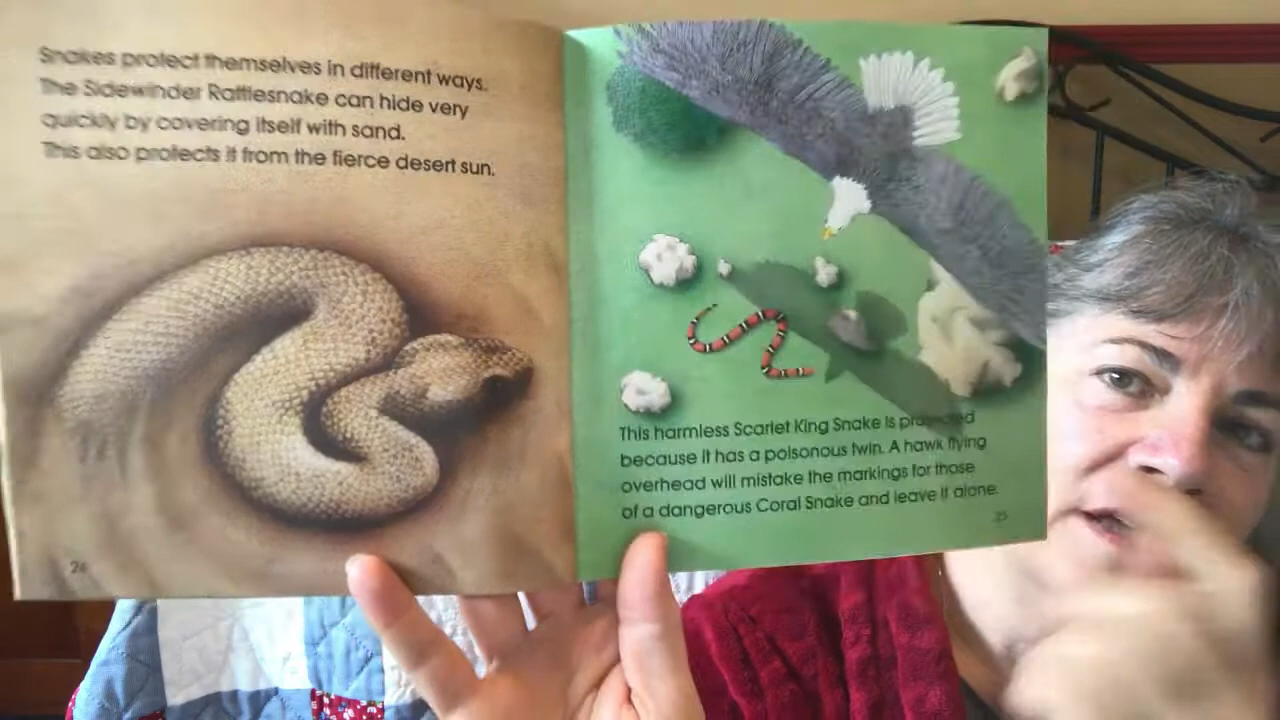 Snakes protect themselves in different ways.
The Sidewinder Rattlesnake can hide very
quickly by covering itself with sand.
This also protects it from the fierce desert sun.
24
This harmless Scarlet King Snake is protected
because it has a poisonous twin. A hawk flying
overhead will mistake the markings for those
of a dangerous Coral Snake and leave it alone.
25